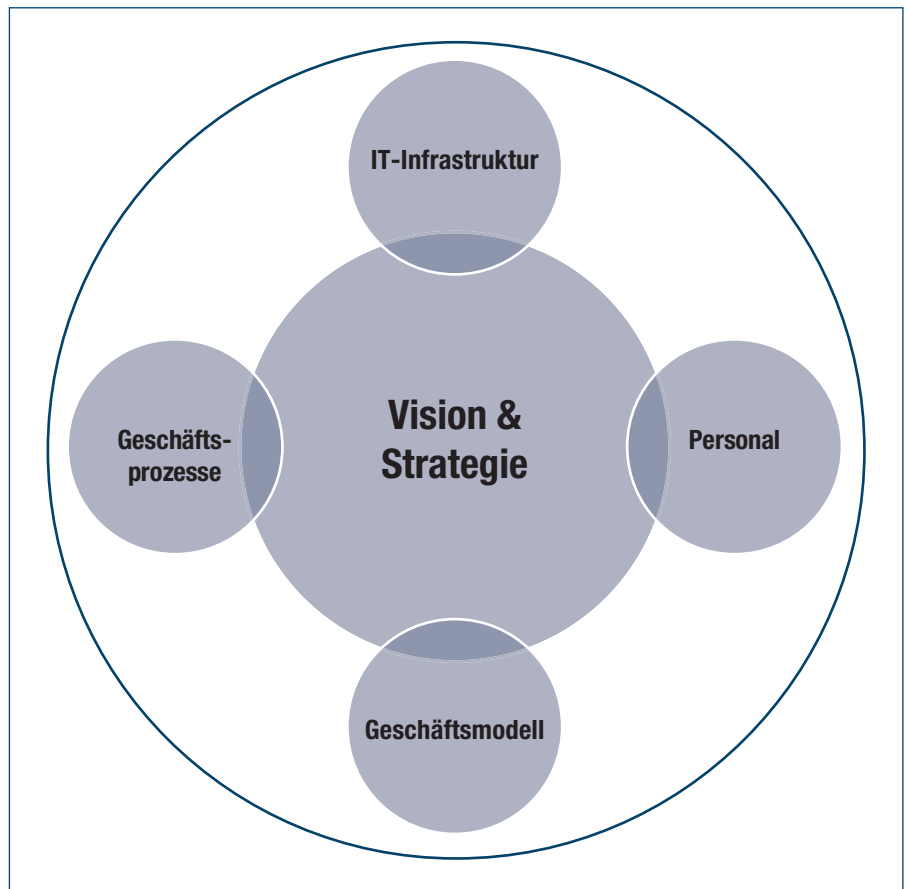 IT-Infrastruktur
Vision &
Strategie
Geschäfts-
prozesse
Personal
Geschäftsmodell